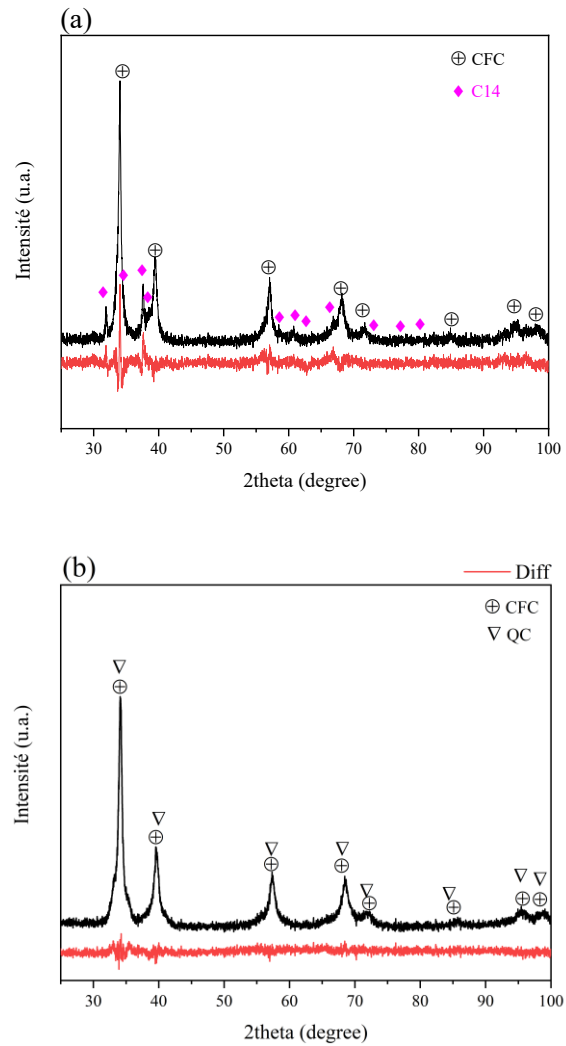 (a)
⊕ CFC
♦ C14
Intensité (u.a.)
30 40 50 60 70 80 90 100
2theta (degree)
(b)
Diff
⊕ CFC
∇ QC
Intensité (u.a.)
30 40 50 60 70 80 90 100
2theta (degree)